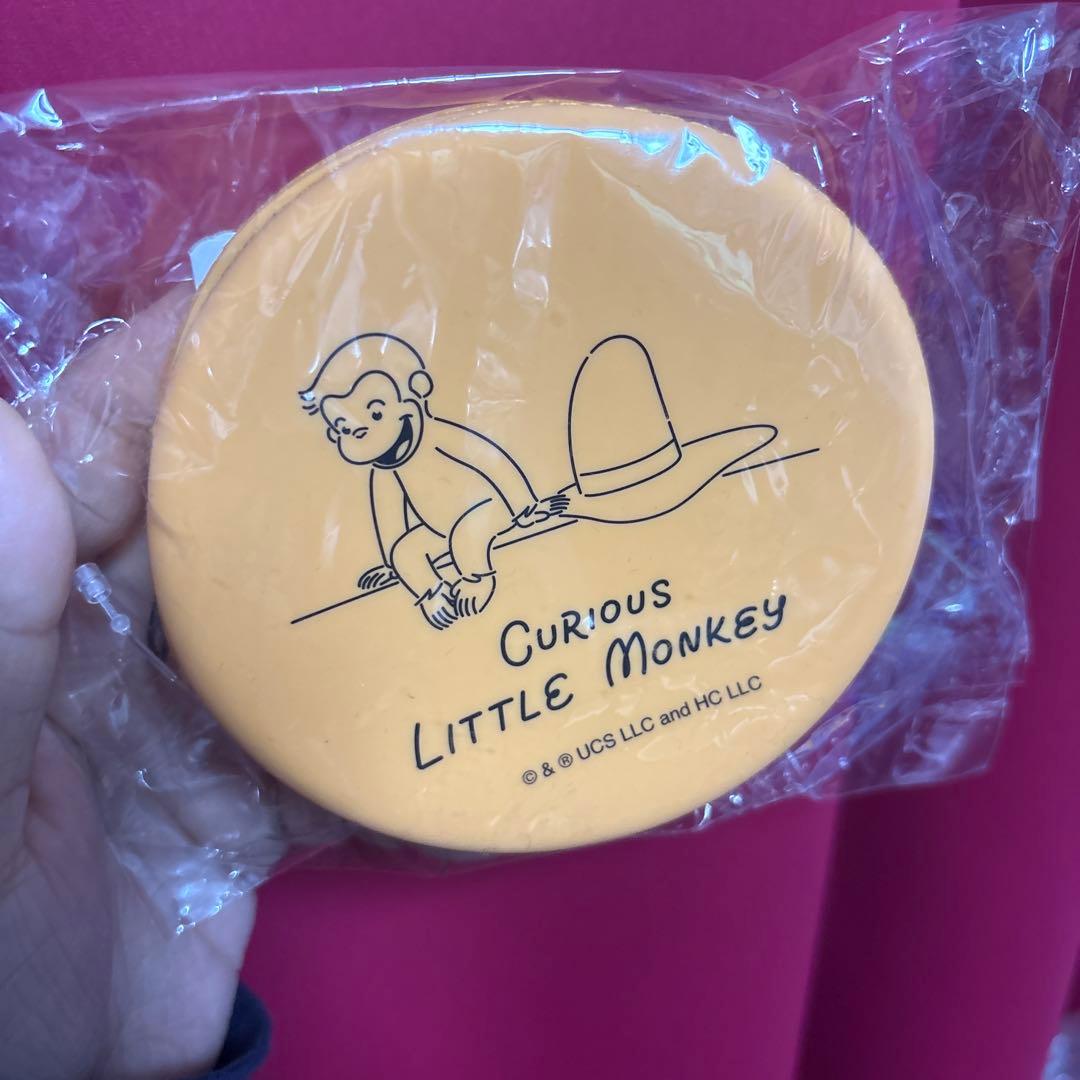 CURIOUS
LITTLE MONKEY
© & ® UCS LLC and HC LLC